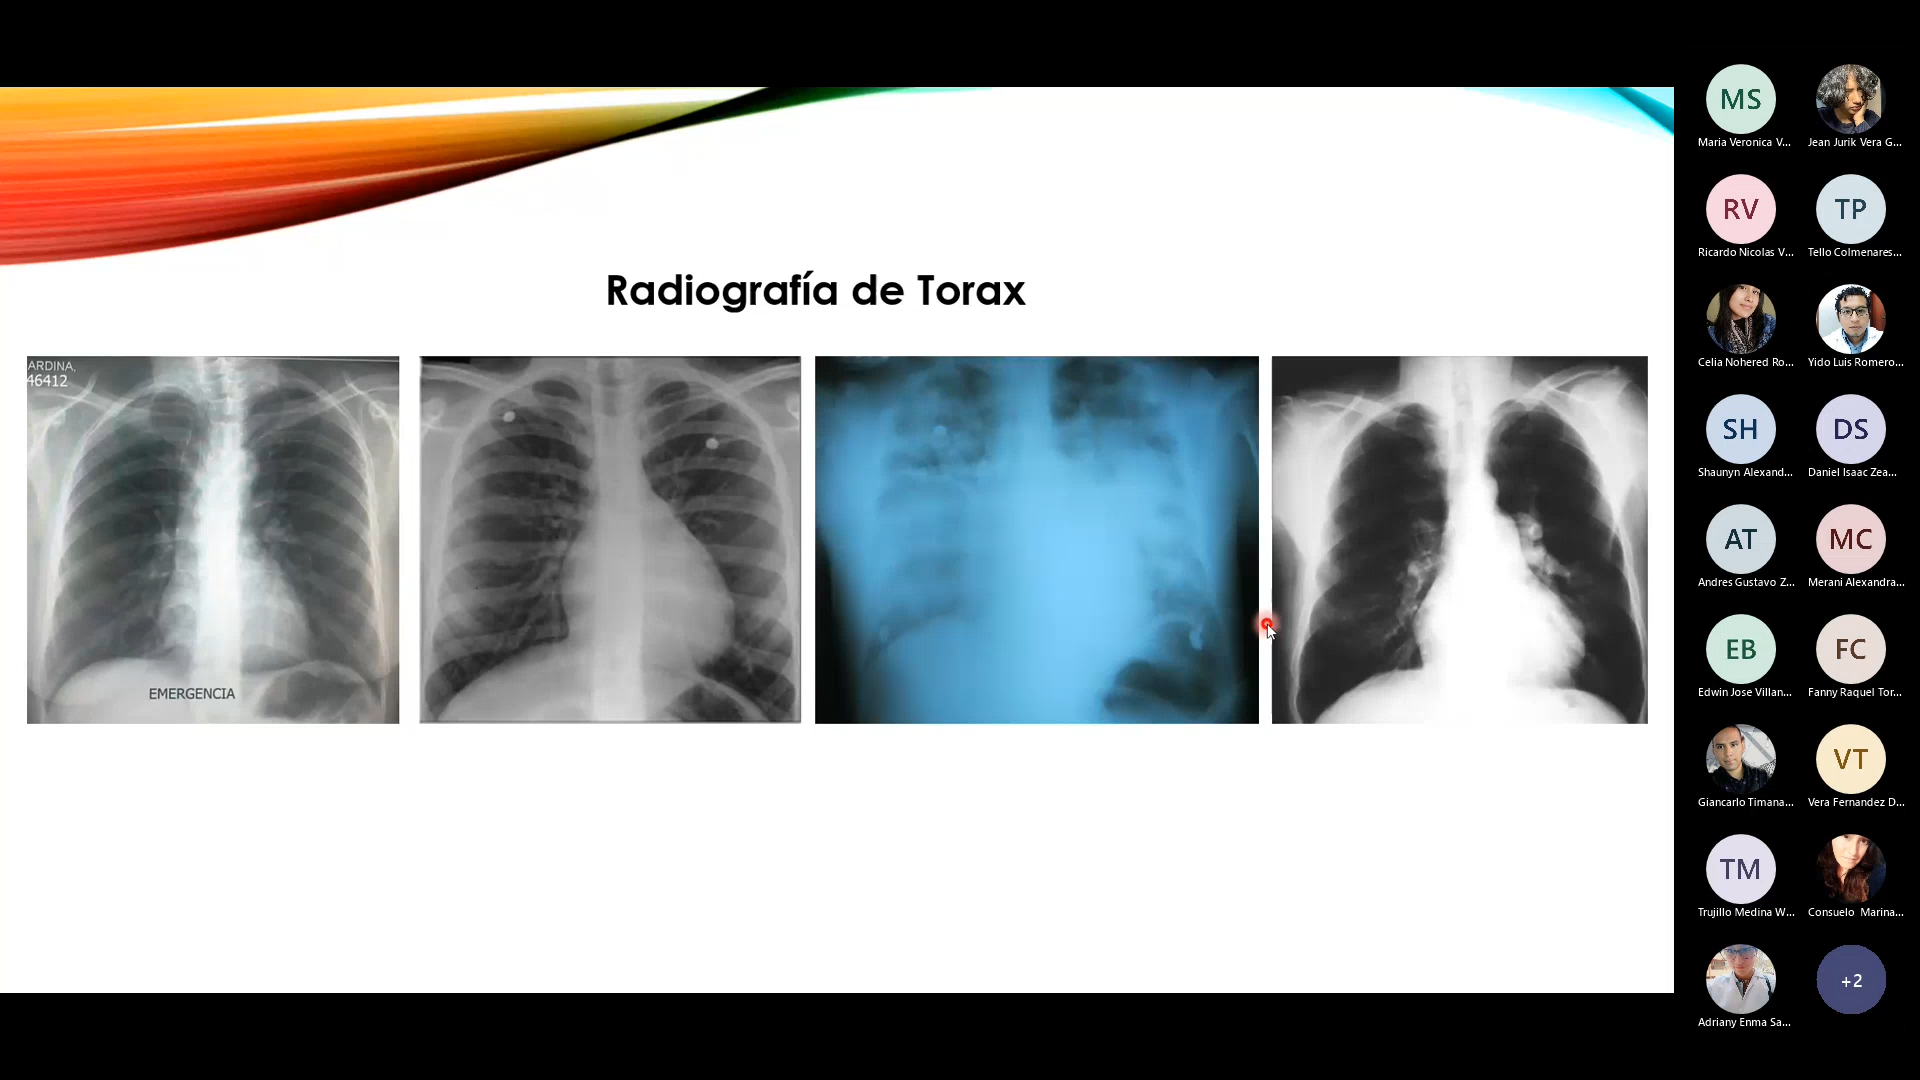 Radiografía de Torax
ARDINA,
46412
EMERGENCIA
MS
Maria Veronica V...
Jean Jurik Vera G...
RV
Ricardo Nicolas V...
TP
Tello Colmenares...
Celia Nohered Ro...
Yido Luis Romero...
SH
Shaunyn Alexand...
DS
Daniel Isaac Zea...
AT
Andres Gustavo Z...
MC
Merani Alexandra...
EB
Edwin Jose Villan...
FC
Fanny Raquel Tor...
Giancarlo Timana...
VT
Vera Fernandez D...
TM
Trujillo Medina W...
Consuelo Marina...
Adriany Enma Sa...
+2